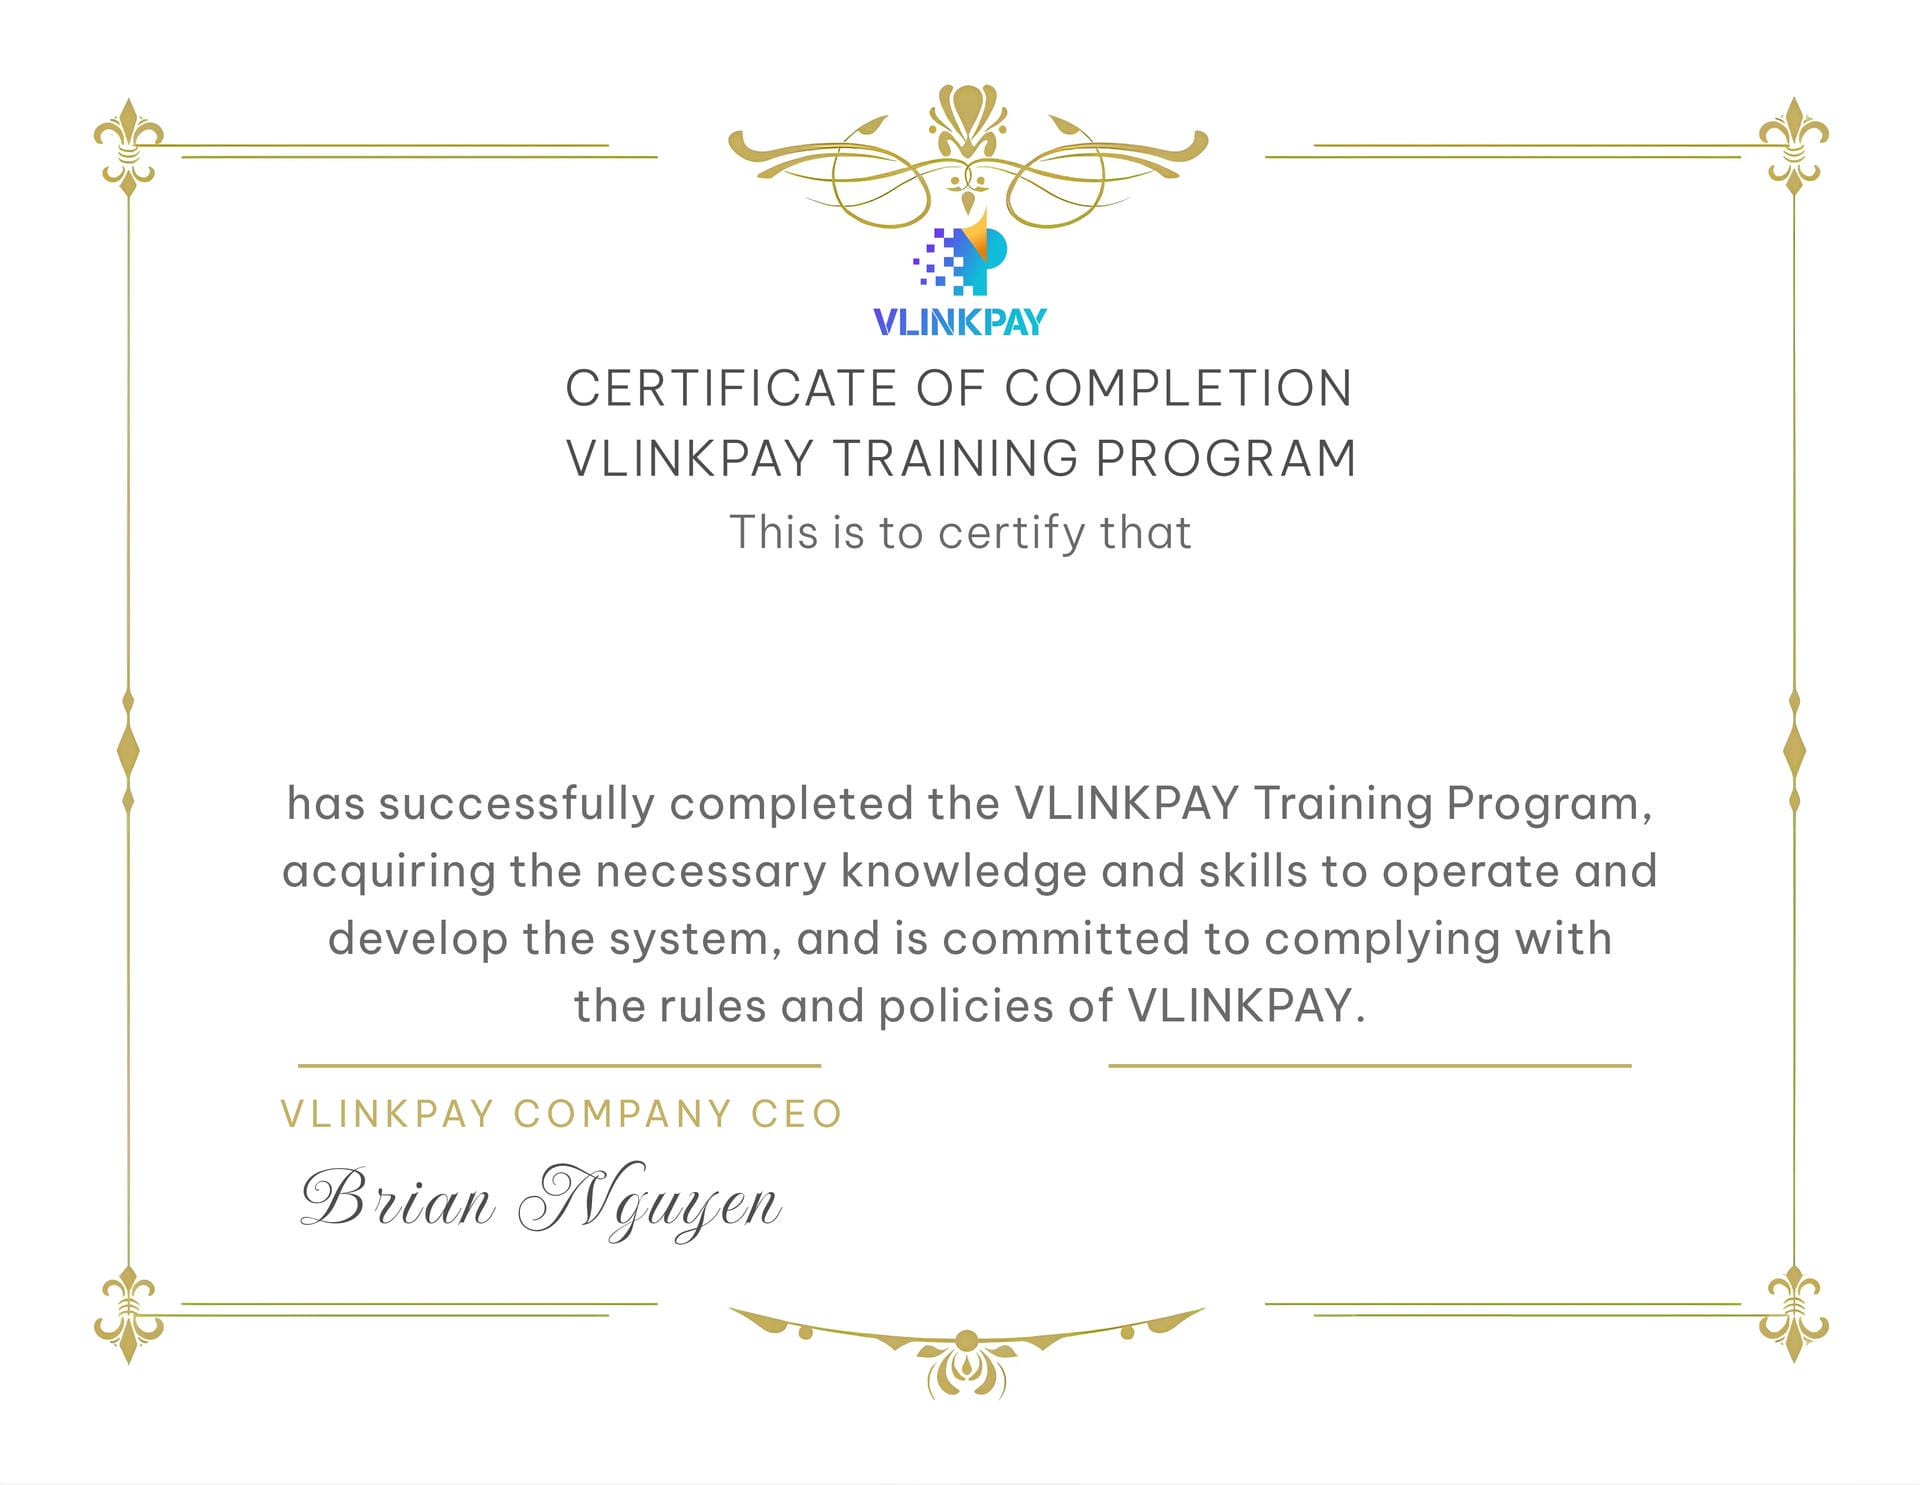 VLINKPAY
CERTIFICATE OF COMPLETION
VLINKPAY TRAINING PROGRAM
This is to certify that
has successfully completed the VLINKPAY Training Program,
acquiring the necessary knowledge and skills to operate and
develop the system, and is committed to complying with
the rules and policies of VLINKPAY.
VLINKPAY COMPANY CEO
Brian Nguyen